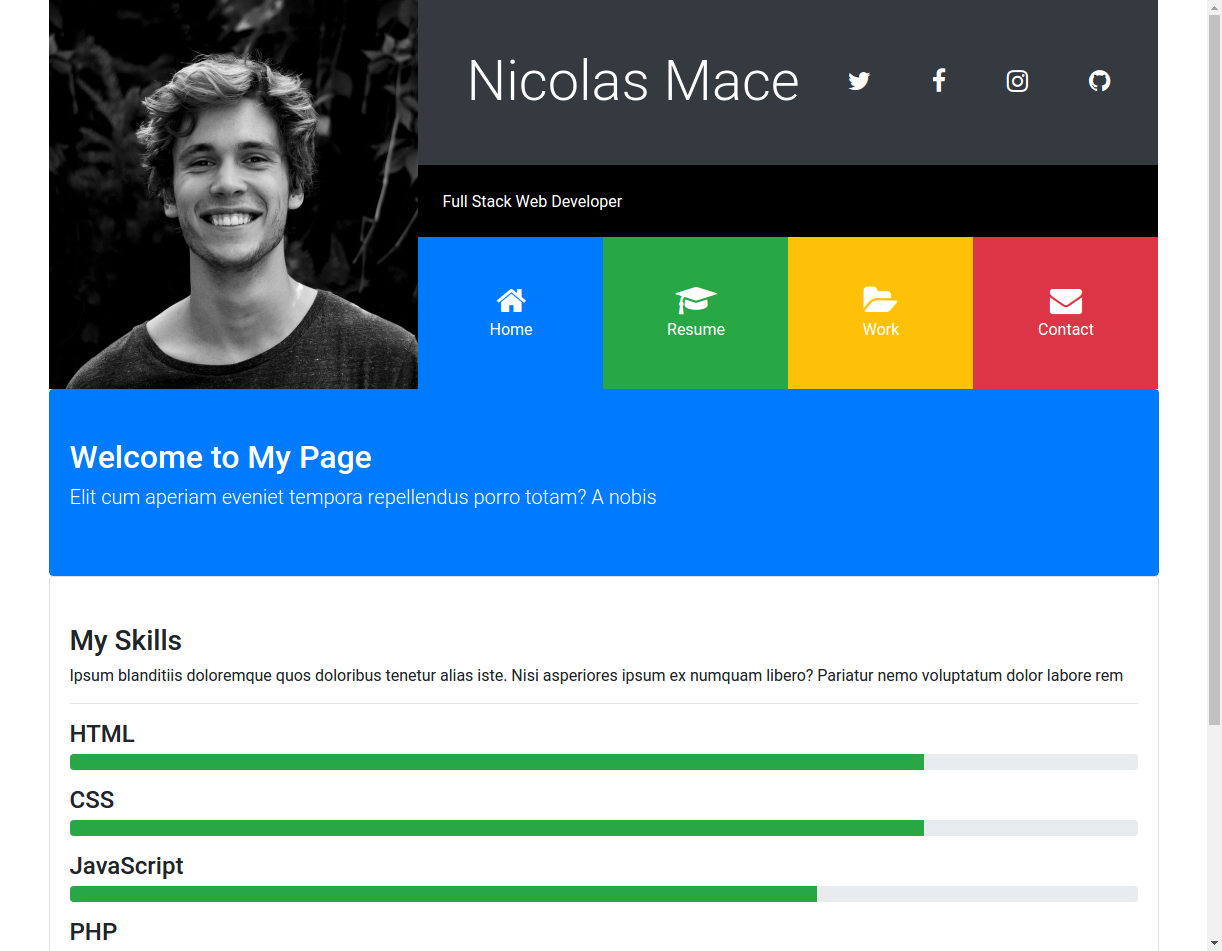 Nicolas Mace
Full Stack Web Developer
Home
Resume
Work
Contact
Welcome to My Page
Elit cum aperiam eveniet tempora repellendus porro totam? A nobis
My Skills
Ipsum blanditiis doloremque quos doloribus tenetur alias iste. Nisi asperiores ipsum ex numquam libero? Pariatur nemo voluptatum dolor labore rem
HTML
CSS
JavaScript
PHP